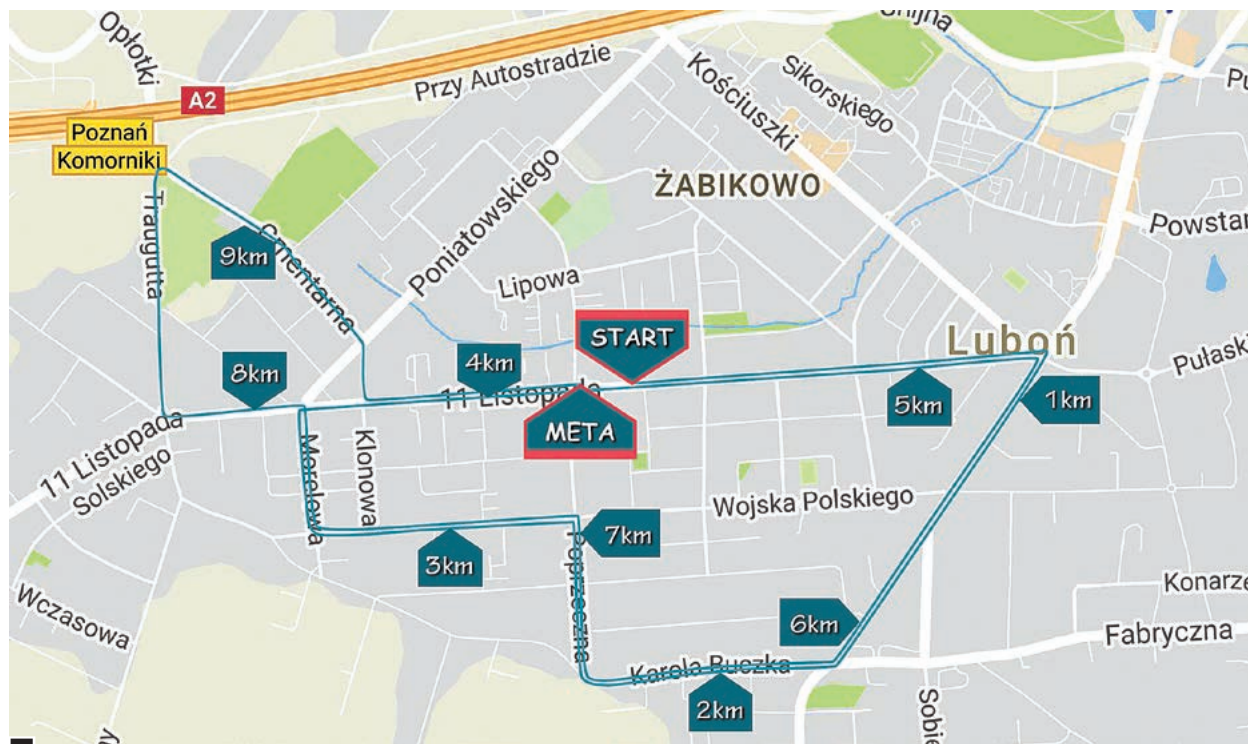 Opłotki
A2
Przy Autostradzie
Unijna
Sikorskiego
Kościuszki
Poznań
Komorniki
ŻABIKOWO
Traugutta
9km
Cmentarna
Poniatowskiego
Lipowa
Powstań
START
Luboń
Pułaski
8km
4km
11 Listopada
5km
1km
META
11 Listopada
Solskiego
Morelowa
Klonowa
Wojska Polskiego
7km
3km
Poprzeczna
Wczasowa
6km
Konarze
Fabryczna
Karola Buczka
2km
Sobie
ny